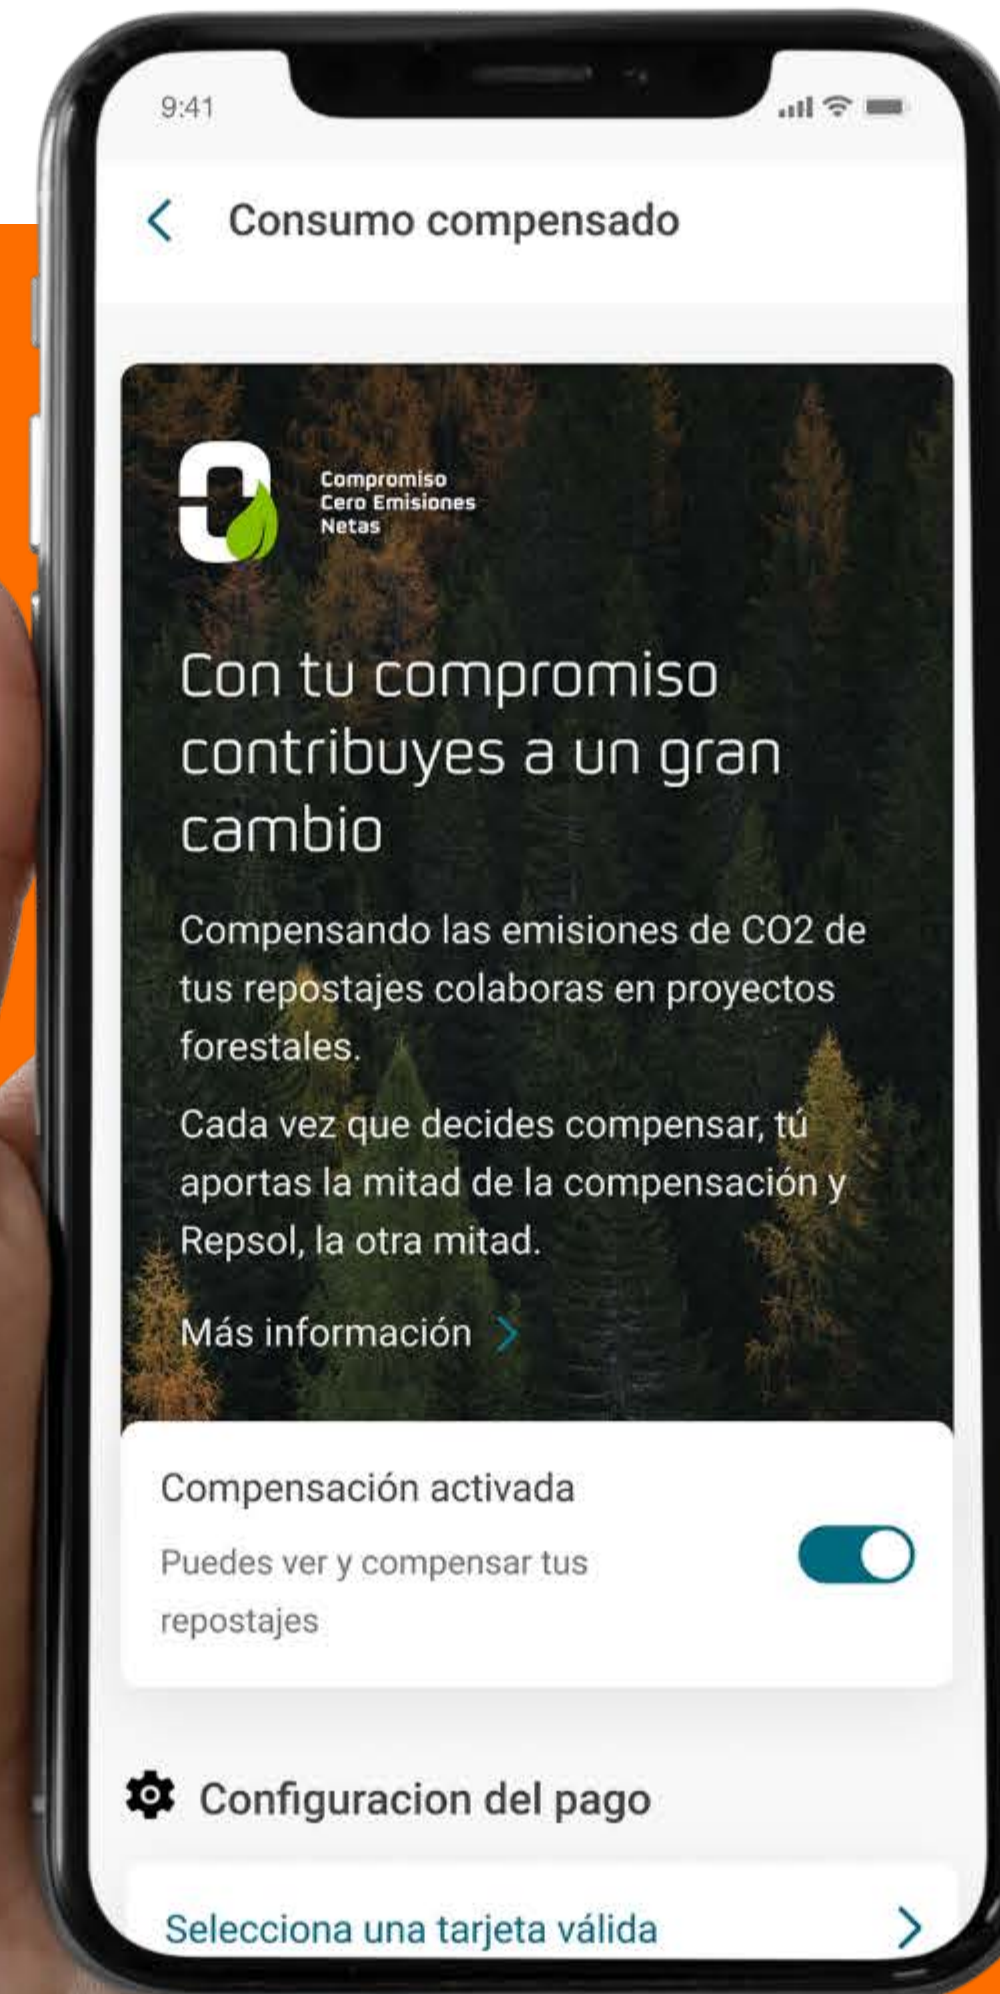 9:41
Consumo compensado
Compromiso
Cero Emisiones
Netas
Con tu compromiso
contribuyes a un gran
cambio
Compensando las emisiones de CO2 de
tus repostajes colaboras en proyectos
forestales.
Cada vez que decides compensar, tú
aportas la mitad de la compensación y
Repsol, la otra mitad.
Más información
Compensación activada
Puedes ver y compensar tus
repostajes
Configuracion del pago
Selecciona una tarjeta válida